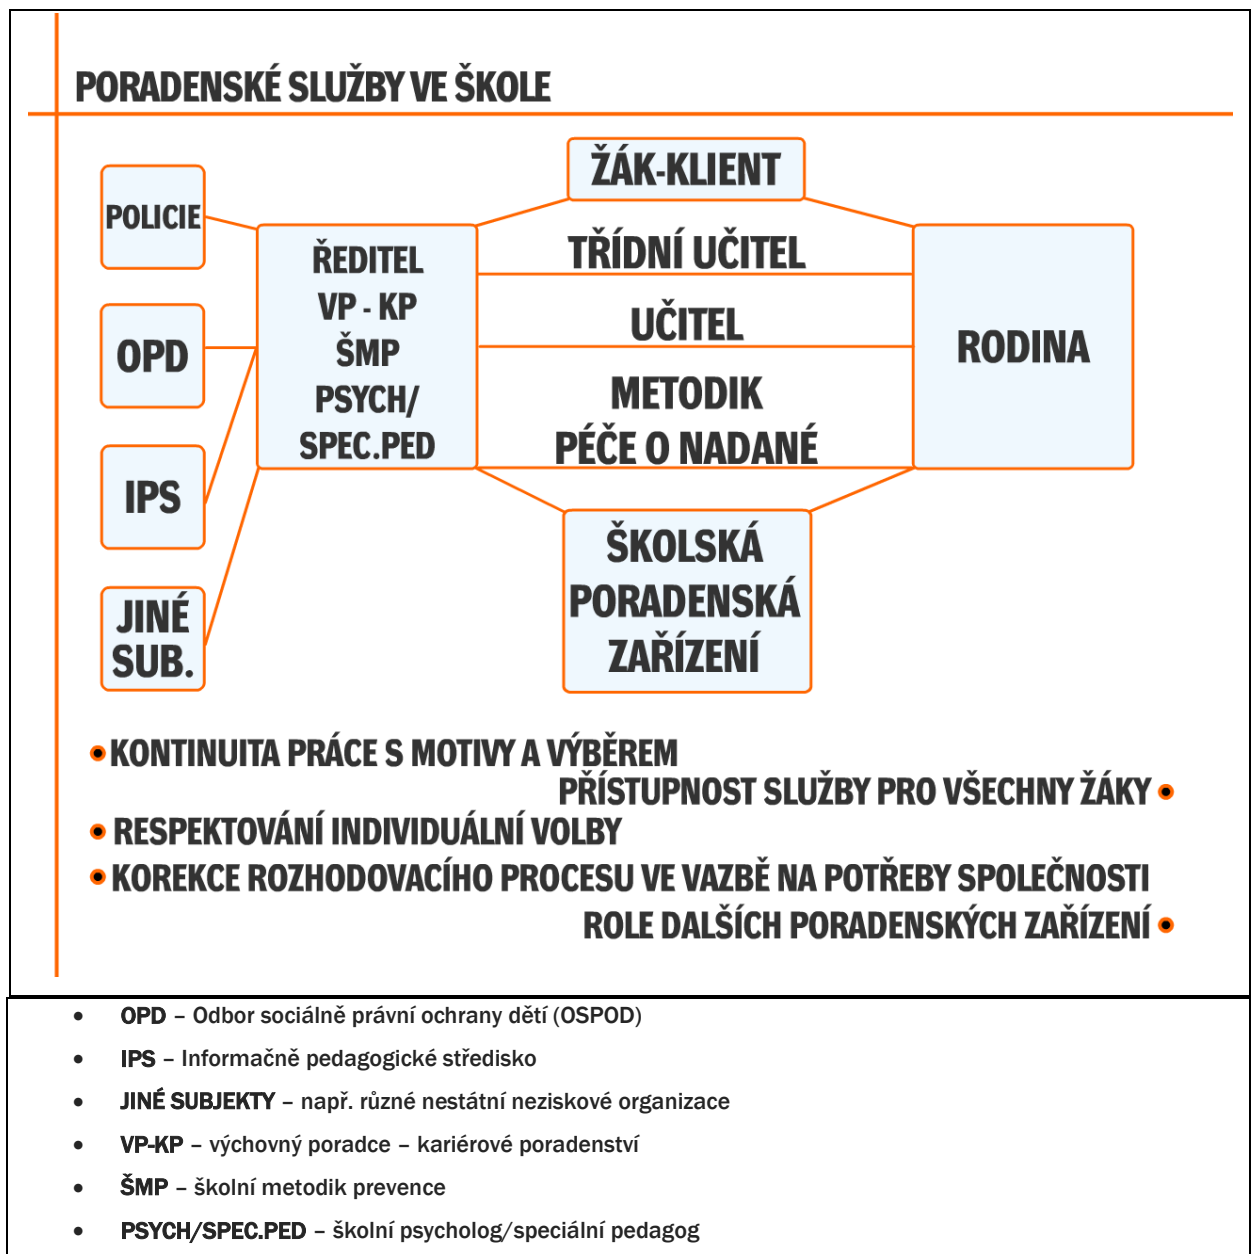 PORADENSKÉ SLUŽBY VE ŠKOLE
ŽÁK-KLIENT
POLICIE
OPD
IPS
JINÉ
SUB.
ŘEDITEL
VP - KP
ŠMP
PSYCH/
SPEC.PED
TŘÍDNÍ UČITEL
UČITEL
METODIK
PÉČE O NADANÉ
RODINA
ŠKOLSKÁ
PORADENSKÁ
ZAŘÍZENÍ
KONTINUITA PRÁCE S MOTIVY A VÝBĚREM
PŘÍSTUPNOST SLUŽBY PRO VŠECHNY ŽÁKY
RESPEKTOVÁNÍ INDIVIDUÁLNÍ VOLBY
KOREKCE ROZHODOVACÍHO PROCESU VE VAZBĚ NA POTŘEBY SPOLEČNOSTI
ROLE DALŠÍCH PORADENSKÝCH ZAŘÍZENÍ
• OPD – Odbor sociálně právní ochrany dětí (OSPOD)
• IPS – Informačně pedagogické středisko
• JINÉ SUBJEKTY – např. různé nestátní neziskové organizace
• VP-KP – výchovný poradce – kariérové poradenství
• ŠMP – školní metodik prevence
• PSYCH/SPEC.PED – školní psycholog/speciální pedagog